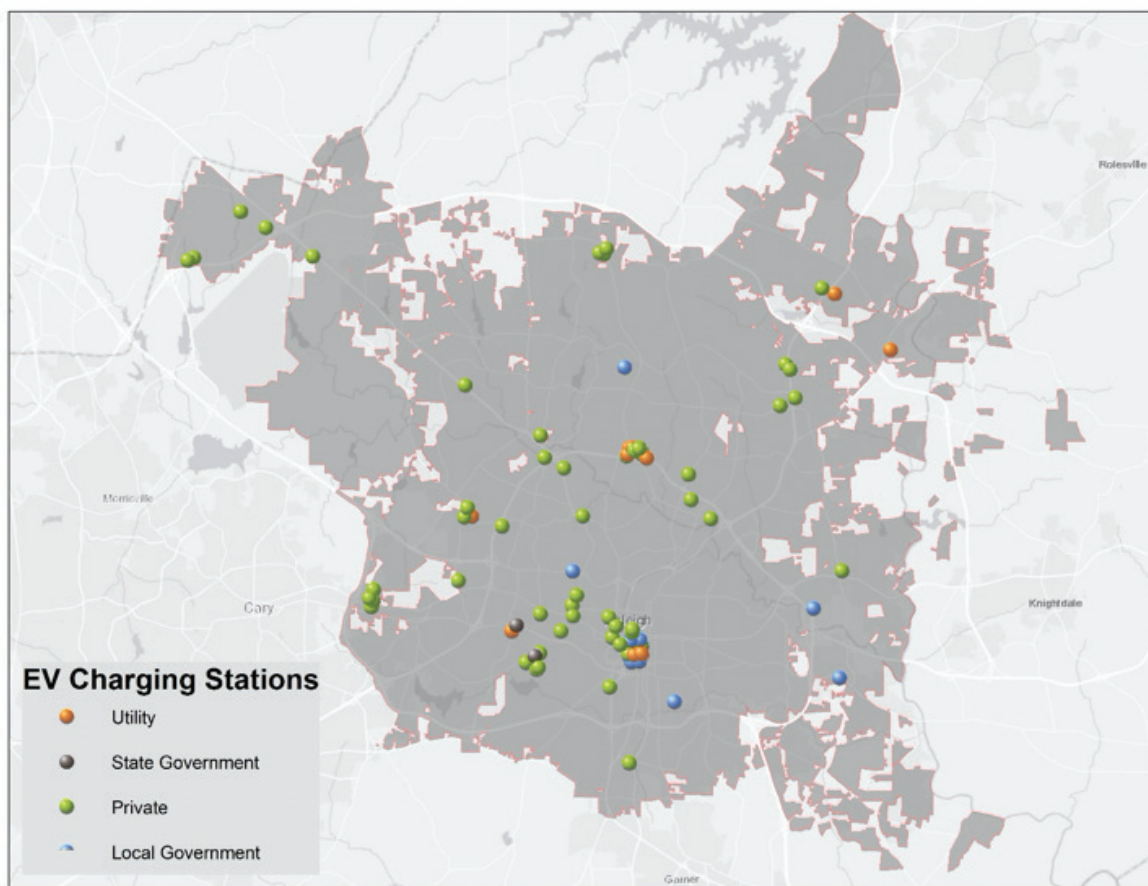 Rolesville
Morrisville
Cary
Knightdale
EV Charging Stations
Utility
State Government
Private
Local Government
Garner